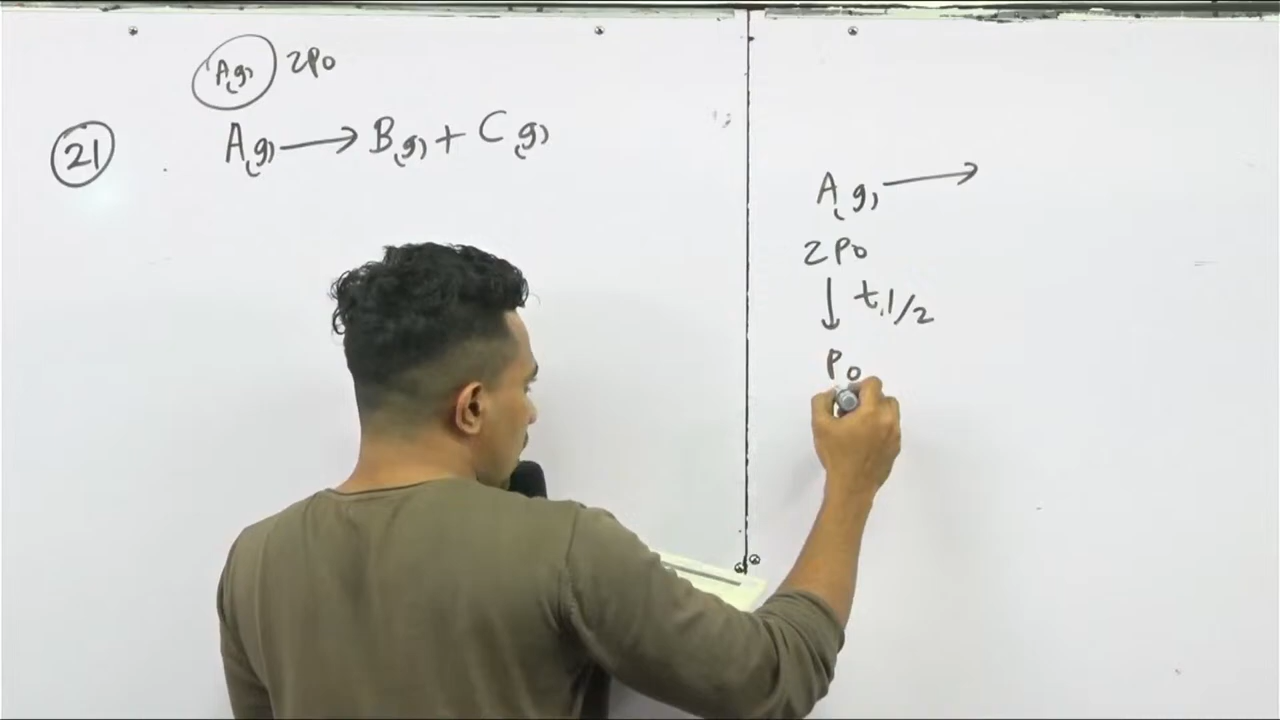 A(g) 2P0
21 A(g) → B(g) + C(g)
A(g) →
2P0
↓ t1/2
P0